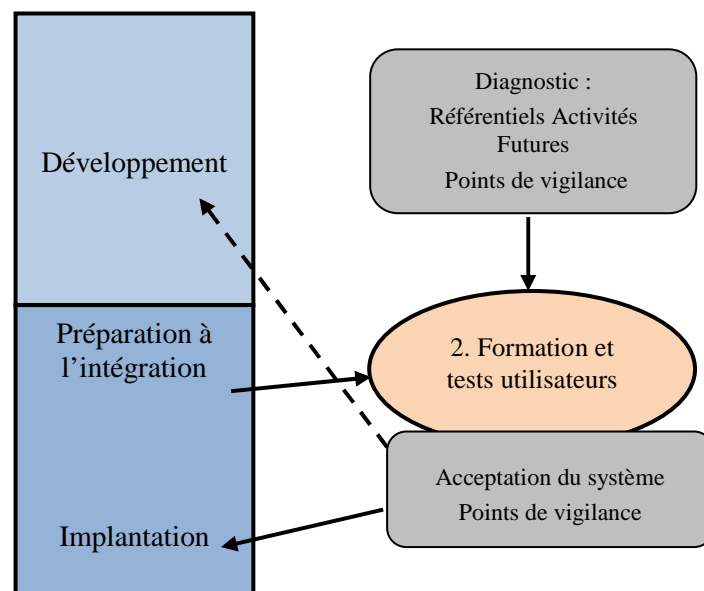 Diagnostic :
Référentiels Activités
Futures
Points de vigilance
Développement
Préparation à
l’intégration
2. Formation et
tests utilisateurs
Acceptation du système
Points de vigilance
Implantation